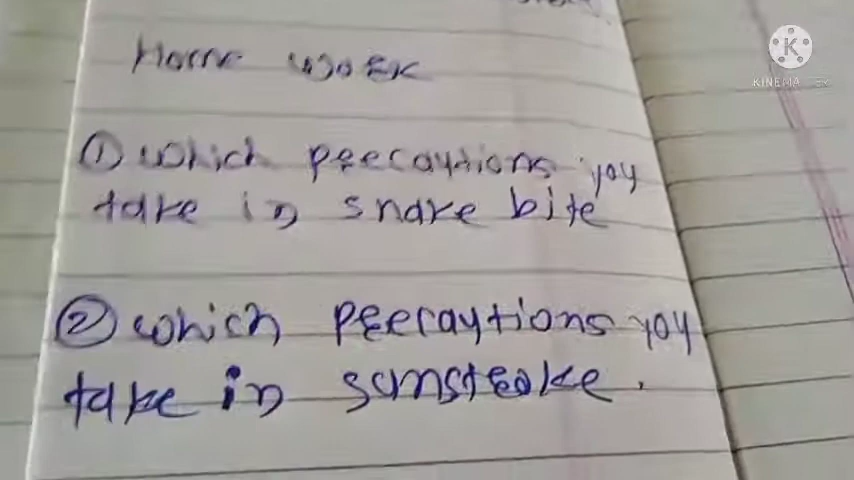 Home work
① which precautions you
take in snake bite
② which precautions you
take in sunstroke.
K
KINEMASTER